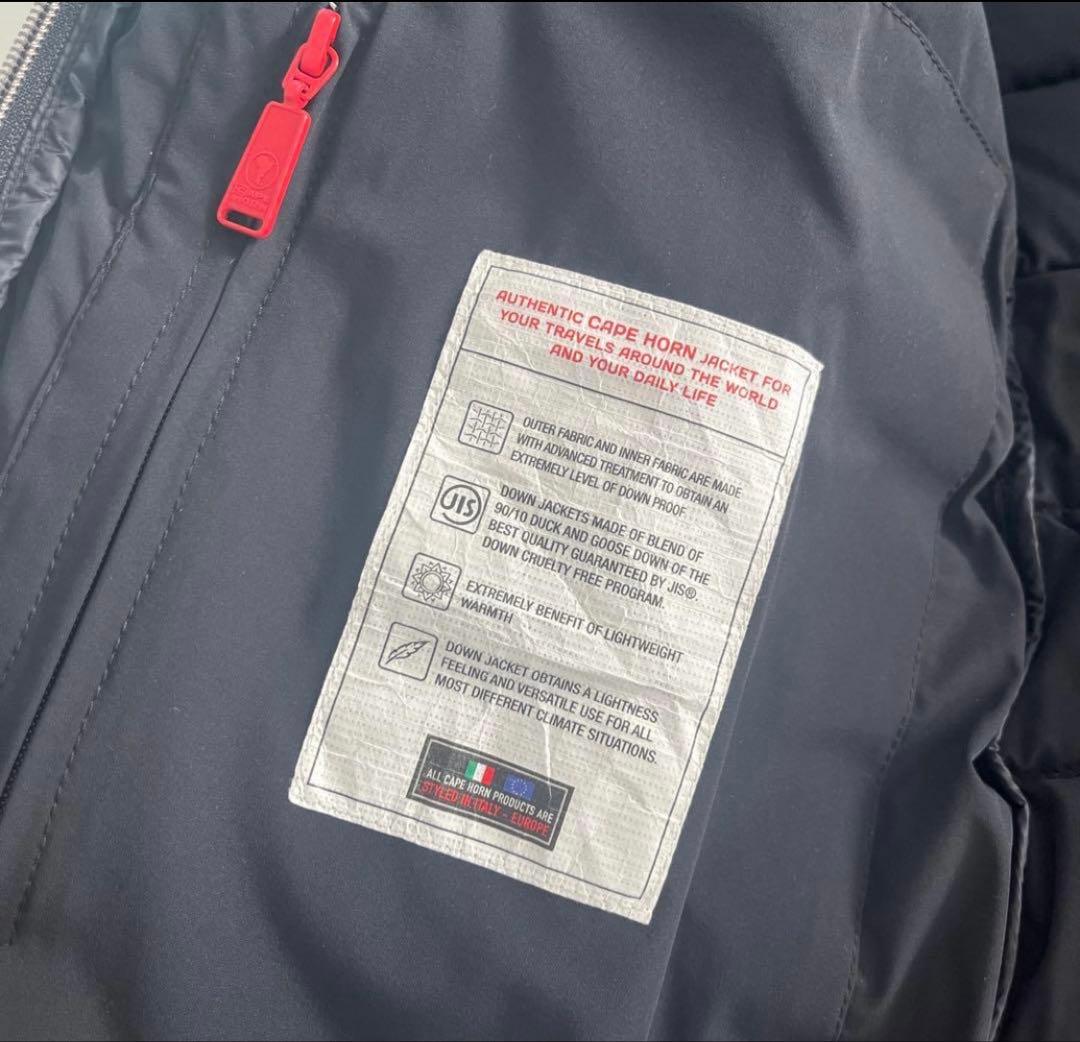 CAPE
HORN
AUTHENTIC CAPE HORN JACKET FOR
YOUR TRAVELS AROUND THE WORLD
AND YOUR DAILY LIFE
OUTER FABRIC AND INNER FABRIC ARE MADE
WITH ADVANCED TREATMENT TO OBTAIN AN
EXTREMELY LEVEL OF DOWN PROOF.
JIS
DOWN JACKETS MADE OF BLEND OF
90/10 DUCK AND GOOSE DOWN OF THE
BEST QUALITY GUARANTEED BY JIS®.
DOWN CRUELTY FREE PROGRAM.
EXTREMELY BENEFIT OF LIGHTWEIGHT
WARMTH
DOWN JACKET OBTAINS A LIGHTNESS
FEELING AND VERSATILE USE FOR ALL
MOST DIFFERENT CLIMATE SITUATIONS.
ALL CAPE HORN PRODUCTS ARE
STYLED IN ITALY - EUROPE